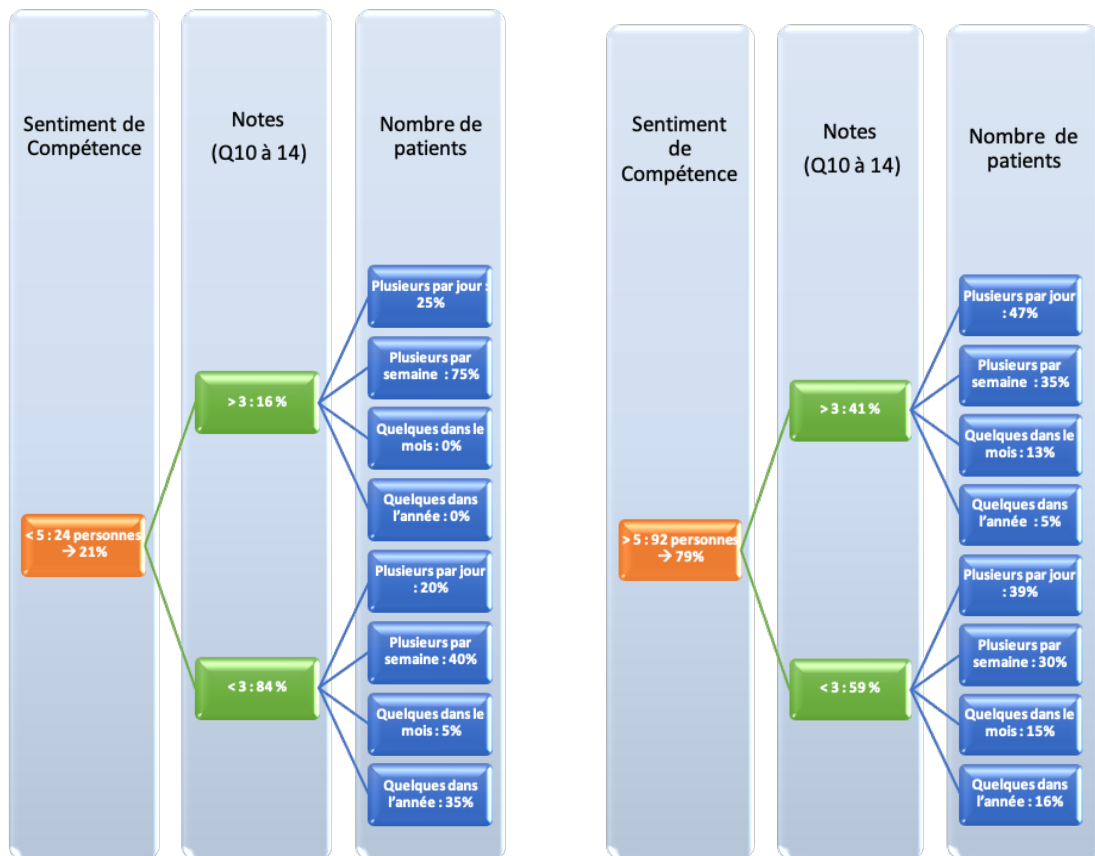 Sentiment de
Compétence
Notes
(Q10 à 14)
Nombre de
patients
Plusieurs par jour :
25%
Plusieurs par
semaine : 75%
> 3 : 16 %
Quelques dans le
mois : 0%
Quelques dans
l'année : 0%
< 5 : 24 personnes
→ 21%
Plusieurs par jour
: 20%
Plusieurs par
semaine : 40%
< 3 : 84 %
Quelques dans le
mois : 5%
Quelques dans
l'année : 35%
Sentiment
de
Compétence
Notes
(Q10 à 14)
Nombre de
patients
Plusieurs par jour
: 47%
Plusieurs par
semaine : 35%
> 3 : 41 %
Quelques dans le
mois : 13%
Quelques dans
l'année : 5%
> 5 : 92 personnes
→ 79%
Plusieurs par jour
: 39%
Plusieurs par
semaine : 30%
< 3 : 59 %
Quelques dans le
mois : 15%
Quelques dans
l'année : 16%